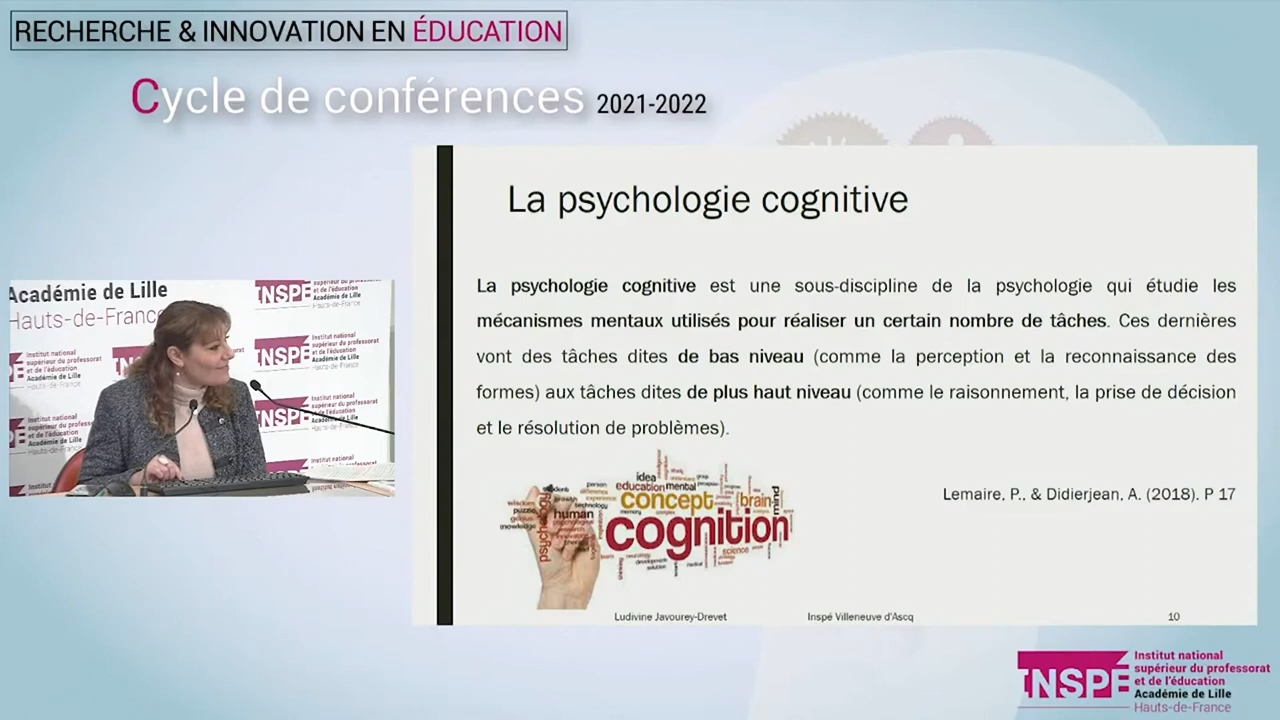 RECHERCHE & INNOVATION EN ÉDUCATION
Cycle de conférences 2021-2022
La psychologie cognitive
La psychologie cognitive est une sous-discipline de la psychologie qui étudie les
mécanismes mentaux utilisés pour réaliser un certain nombre de tâches. Ces dernières
vont des tâches dites de bas niveau (comme la perception et la reconnaissance des
formes) aux tâches dites de plus haut niveau (comme le raisonnement, la prise de décision
et le résolution de problèmes).
Lemaire, P., & Didierjean, A. (2018). P 17
idea
education mental
concept brain mind
human
cognition
psychology
science
Ludivine Javourey-Drevet Inspé Villeneuve d'Ascq 10
Académie de Lille
Hauts-de-France
INSPÉ
Institut national
supérieur du professorat
et de l'éducation
Académie de Lille
Hauts-de-France
INSPÉ
Institut national
supérieur du professorat
et de l'éducation
Académie de Lille
Hauts-de-France